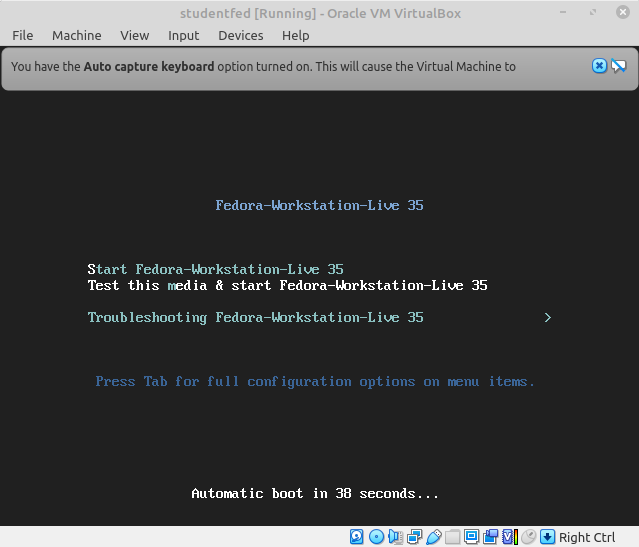 studentfed [Running] - Oracle VM VirtualBox
File Machine View Input Devices Help
You have the Auto capture keyboard option turned on. This will cause the Virtual Machine to
Fedora-Workstation-Live 35
Start Fedora-Workstation-Live 35
Test this media & start Fedora-Workstation-Live 35
Troubleshooting Fedora-Workstation-Live 35 >
Press Tab for full configuration options on menu items.
Automatic boot in 38 seconds...
Right Ctrl